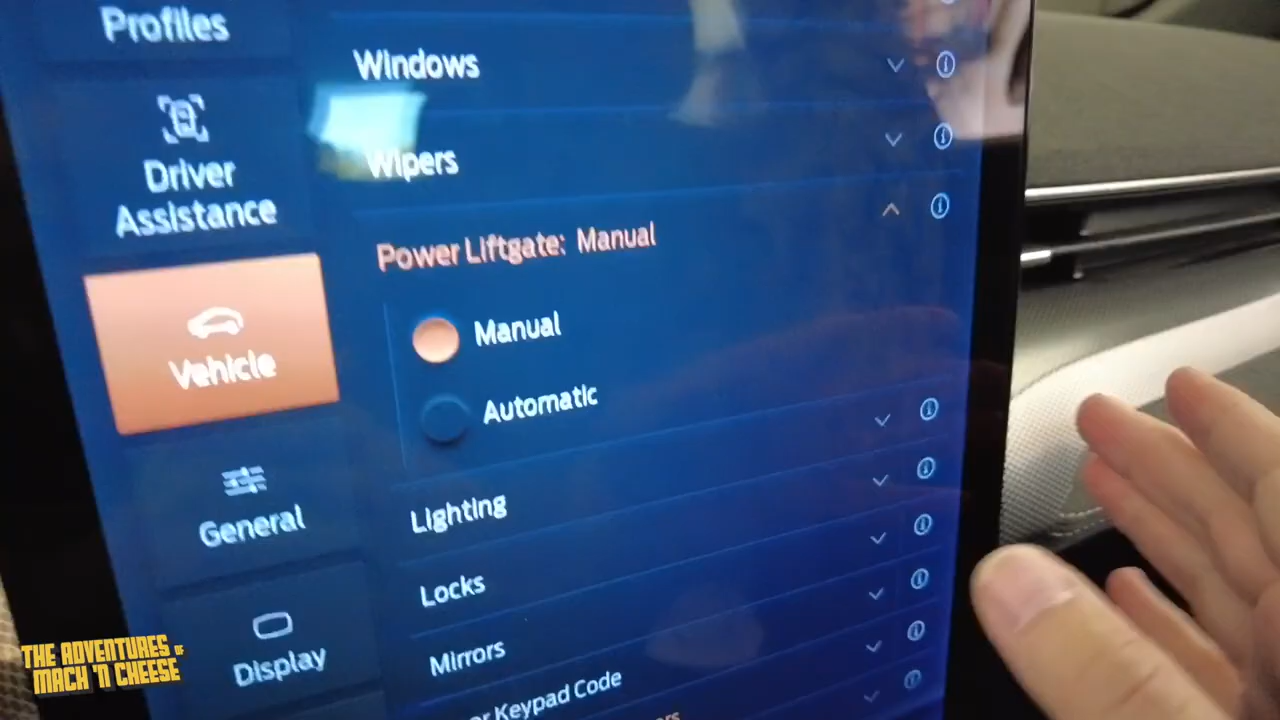 Profiles
Driver
Assistance
Vehicle
General
Display
Windows
Wipers
Power Liftgate: Manual
Manual
Automatic
Lighting
Locks
Mirrors
Keypad Code
THE ADVENTURES OF
MACH 'N CHEESE